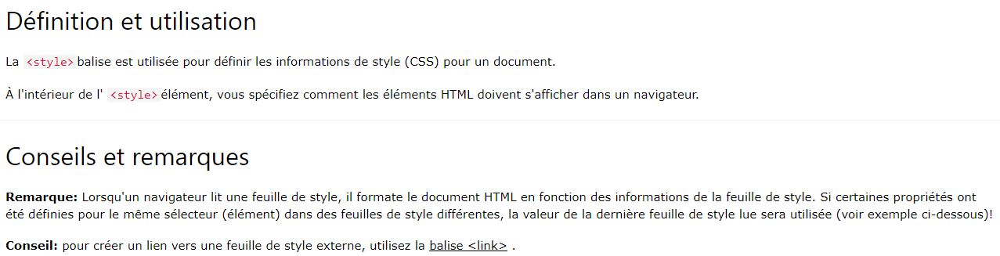 Définition et utilisation
La <style> balise est utilisée pour définir les informations de style (CSS) pour un document.
À l'intérieur de l' <style> élément, vous spécifiez comment les éléments HTML doivent s'afficher dans un navigateur.
Conseils et remarques
Remarque: Lorsqu'un navigateur lit une feuille de style, il formate le document HTML en fonction des informations de la feuille de style. Si certaines propriétés ont
été définies pour le même sélecteur (élément) dans des feuilles de style différentes, la valeur de la dernière feuille de style lue sera utilisée (voir exemple ci-dessous)!
Conseil: pour créer un lien vers une feuille de style externe, utilisez la balise <link> .